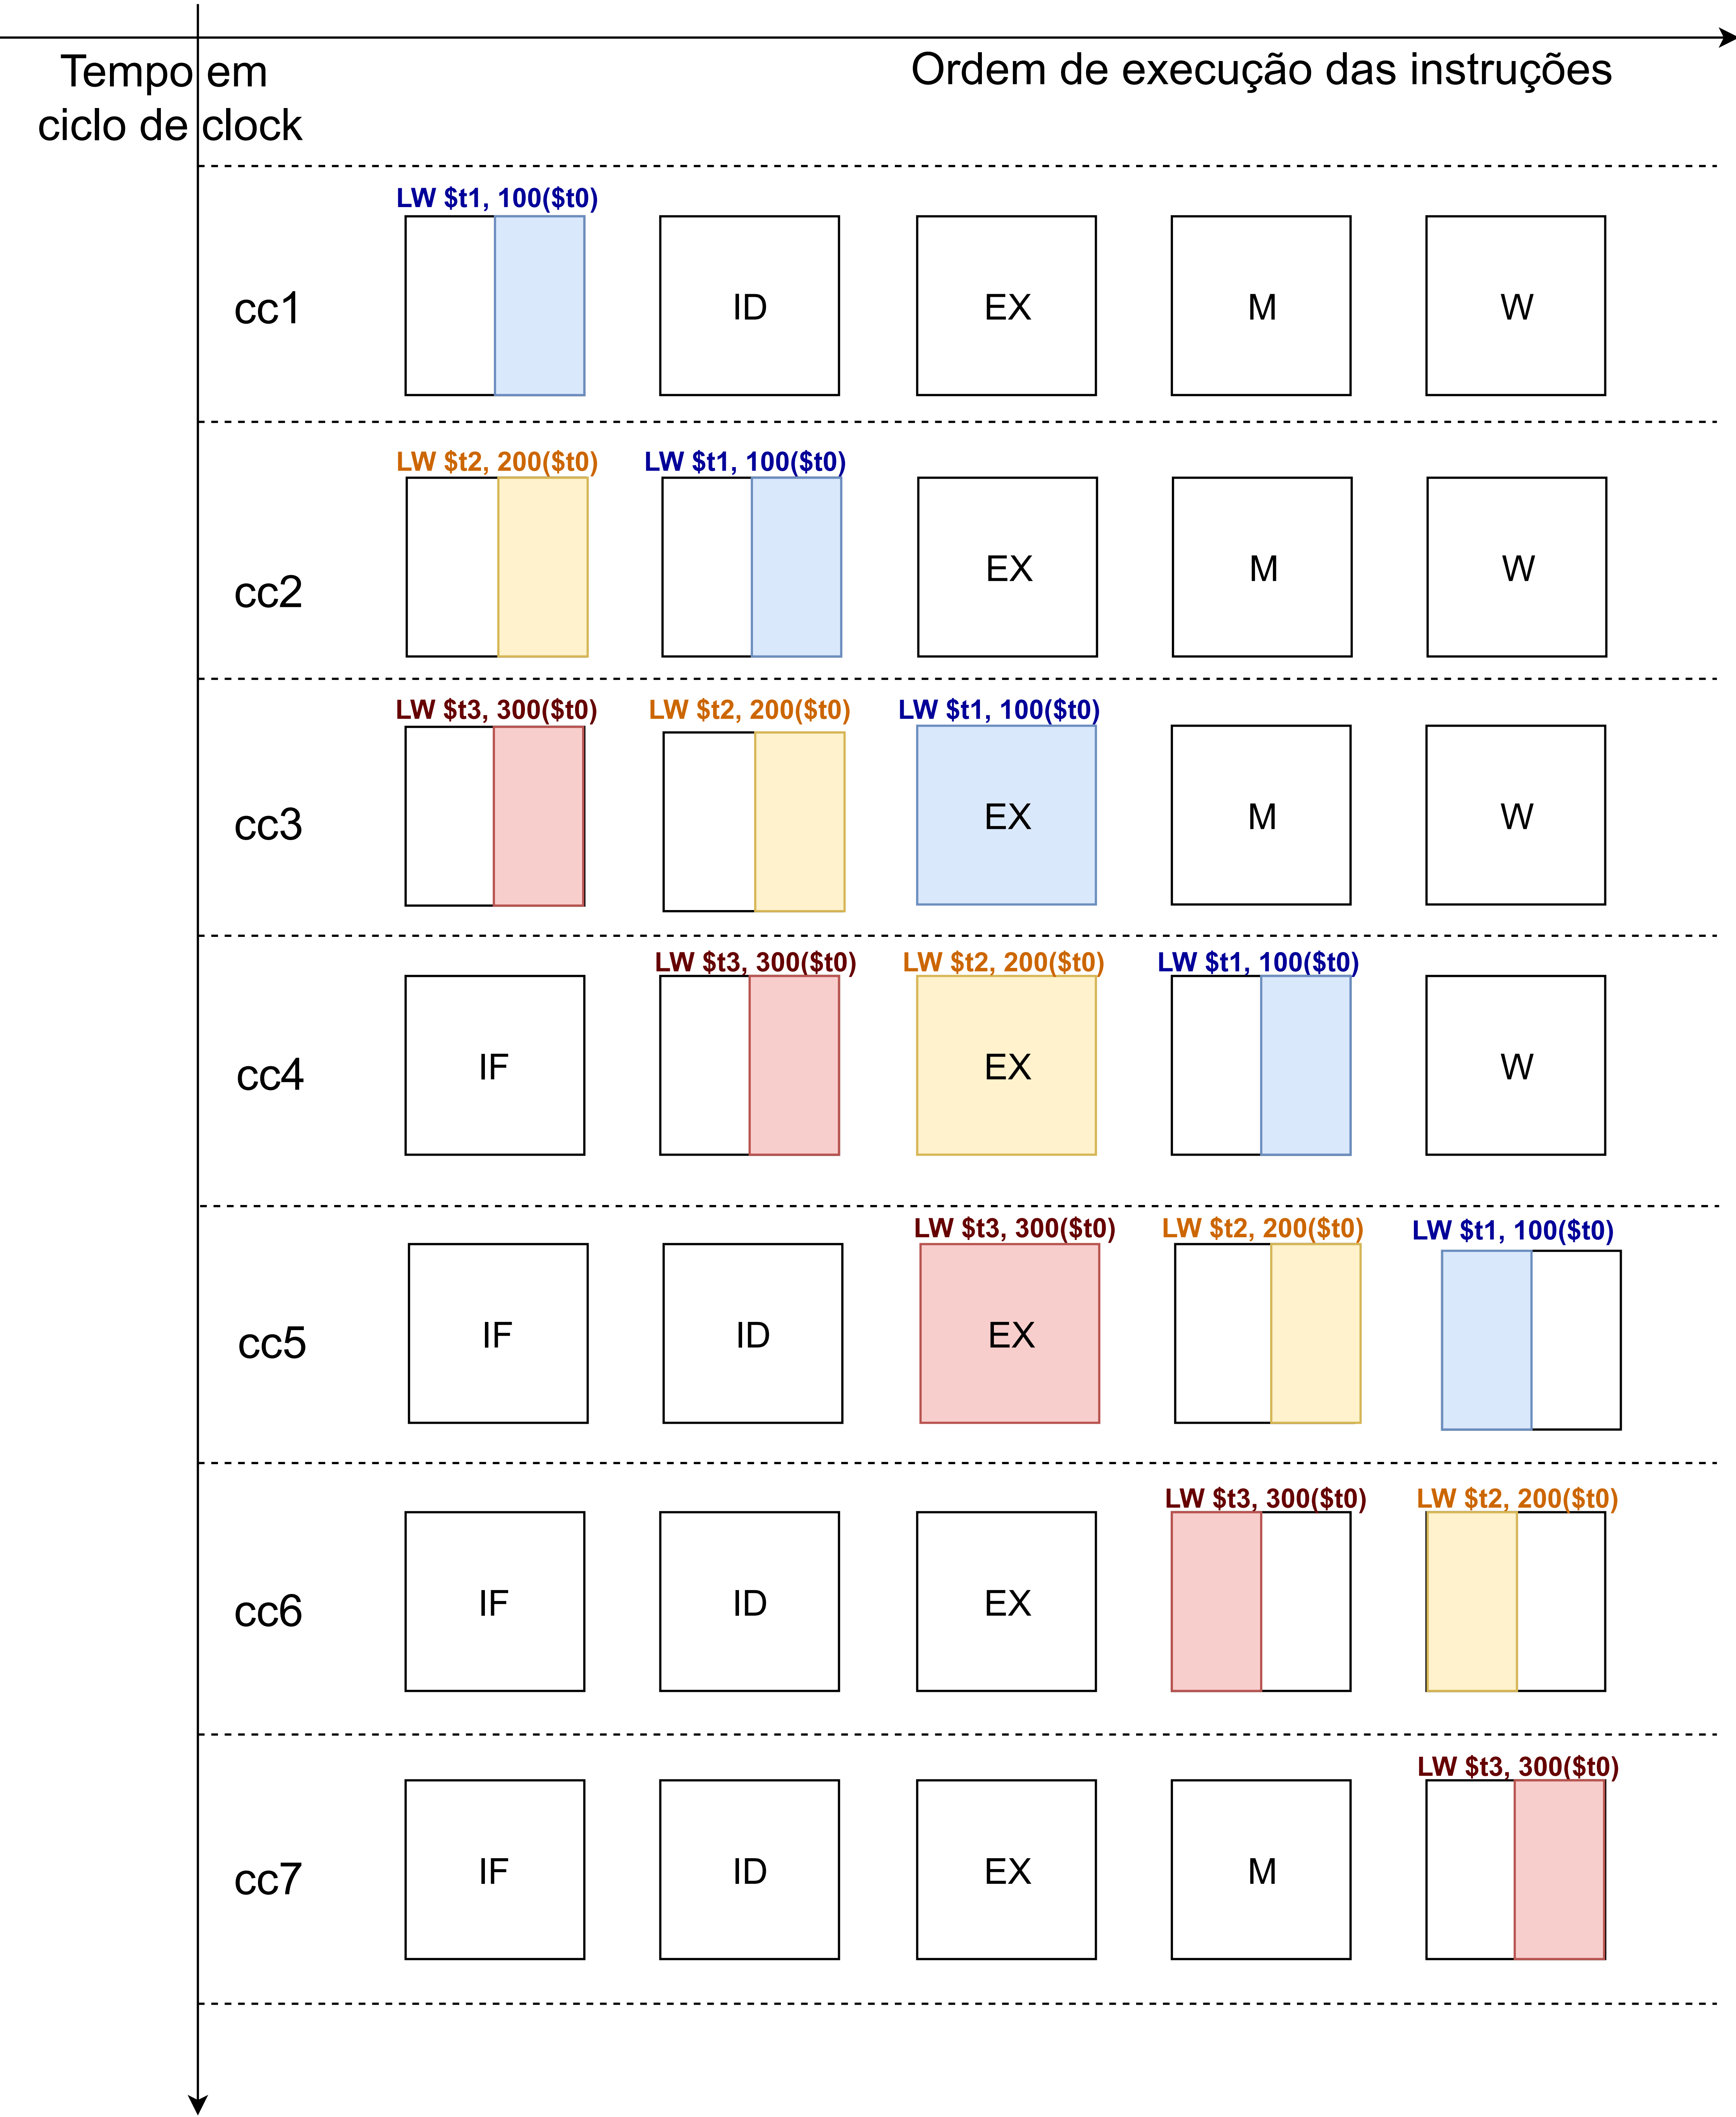 Tempo em
ciclo de clock
Ordem de execução das instruções
LW $t1, 100($t0)
cc1
ID
EX
M
W
LW $t2, 200($t0)
LW $t1, 100($t0)
cc2
EX
M
W
LW $t3, 300($t0)
LW $t2, 200($t0)
LW $t1, 100($t0)
cc3
EX
M
W
LW $t3, 300($t0)
LW $t2, 200($t0)
LW $t1, 100($t0)
cc4
IF
EX
W
LW $t3, 300($t0)
LW $t2, 200($t0)
LW $t1, 100($t0)
cc5
IF
ID
EX
LW $t3, 300($t0)
LW $t2, 200($t0)
cc6
IF
ID
EX
LW $t3, 300($t0)
cc7
IF
ID
EX
M